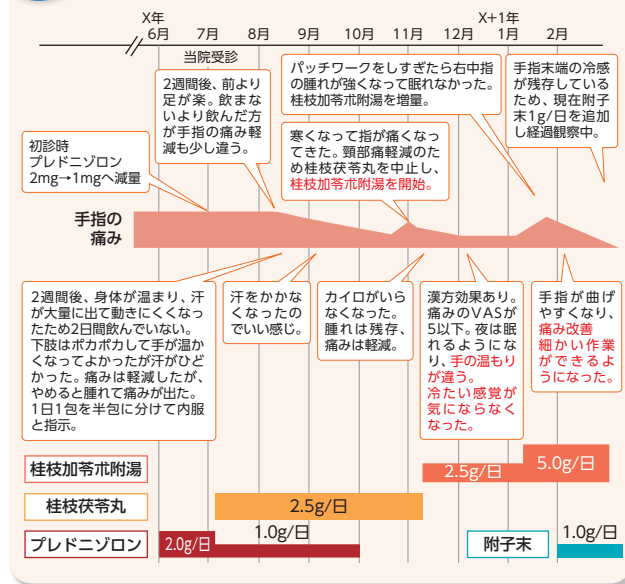 X年
X+1年
6月
7月
8月
9月
10月
11月
12月
1月
2月
当院受診
初診時
プレドニゾロン
2mg→1mgへ減量
2週間後、前より
足が楽。飲まな
いより飲んだ方
が手指の痛み軽
減も少し違う。
パッチワークをしすぎたら右中指
の腫れが強くなって眠れなかった。
桂枝加苓朮附湯を増量。
寒くなって指が痛くなっ
てきた。頸部痛軽減のた
め桂枝茯苓丸を中止し、
桂枝加苓朮附湯を開始。
手指末端の冷感
が残存している
ため、現在附子
末1g/日を追加
し経過観察中。
手指の
痛み
2週間後、身体が温まり、汗
が大量に出て動きにくくなっ
たため2日間飲んでいない。
下肢はポカポカして手が温か
くなってよかったが汗がひど
かった。痛みは軽減したが、
やめると腫れて痛みが出た。
1日1包を半包に分けて内服
と指示。
汗をかかな
くなったの
でいい感じ。
カイロがいら
なくなった。
腫れは残存、
痛みは軽減。
漢方効果あり。
痛みのVASが
5以下。夜は眠
れるようにな
り、手の温もり
が違う。
冷たい感覚が
気にならなく
なった。
手指が曲げ
やすくなり、
痛み改善
細かい作業
ができるよ
うになった。
桂枝加苓朮附湯
2.5g/日
5.0g/日
桂枝茯苓丸
2.5g/日
プレドニゾロン
2.0g/日
1.0g/日
附子末
1.0g/日